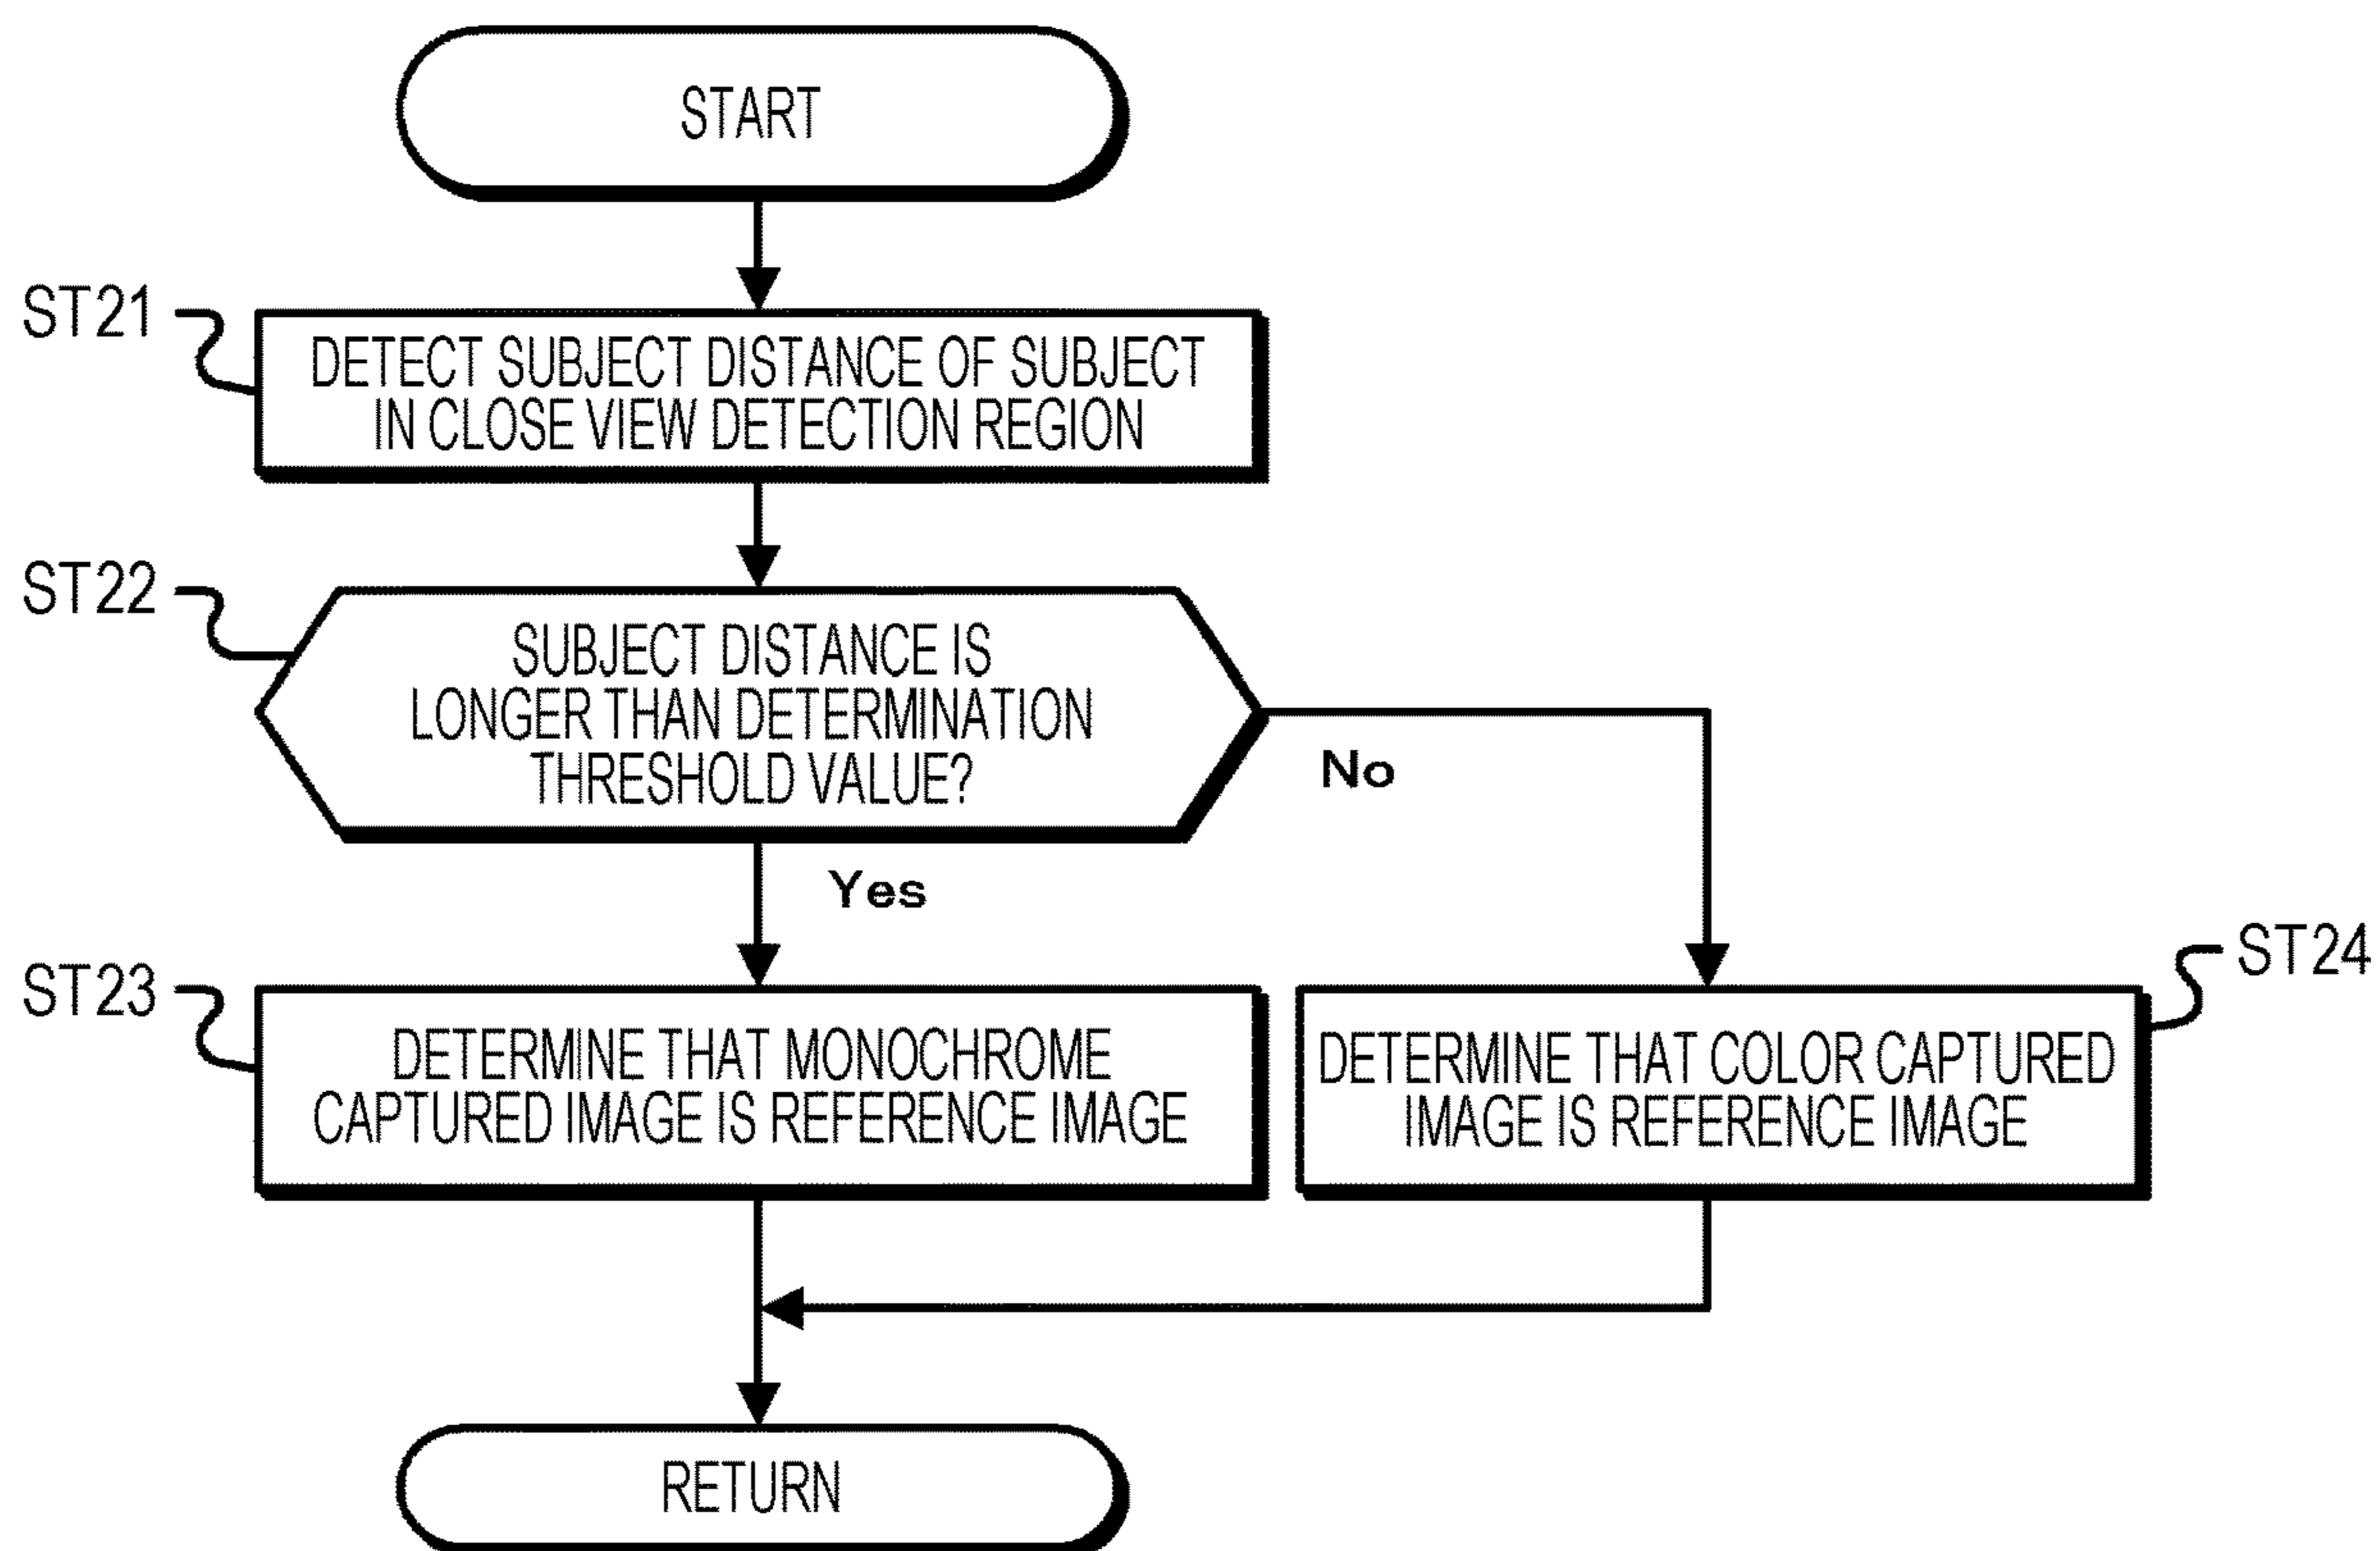 START
ST21
DETECT SUBJECT DISTANCE OF SUBJECT
IN CLOSE VIEW DETECTION REGION
ST22
SUBJECT DISTANCE IS
LONGER THAN DETERMINATION
THRESHOLD VALUE?
No
Yes
ST23
DETERMINE THAT MONOCHROME
CAPTURED IMAGE IS REFERENCE IMAGE
ST24
DETERMINE THAT COLOR CAPTURED
IMAGE IS REFERENCE IMAGE
RETURN